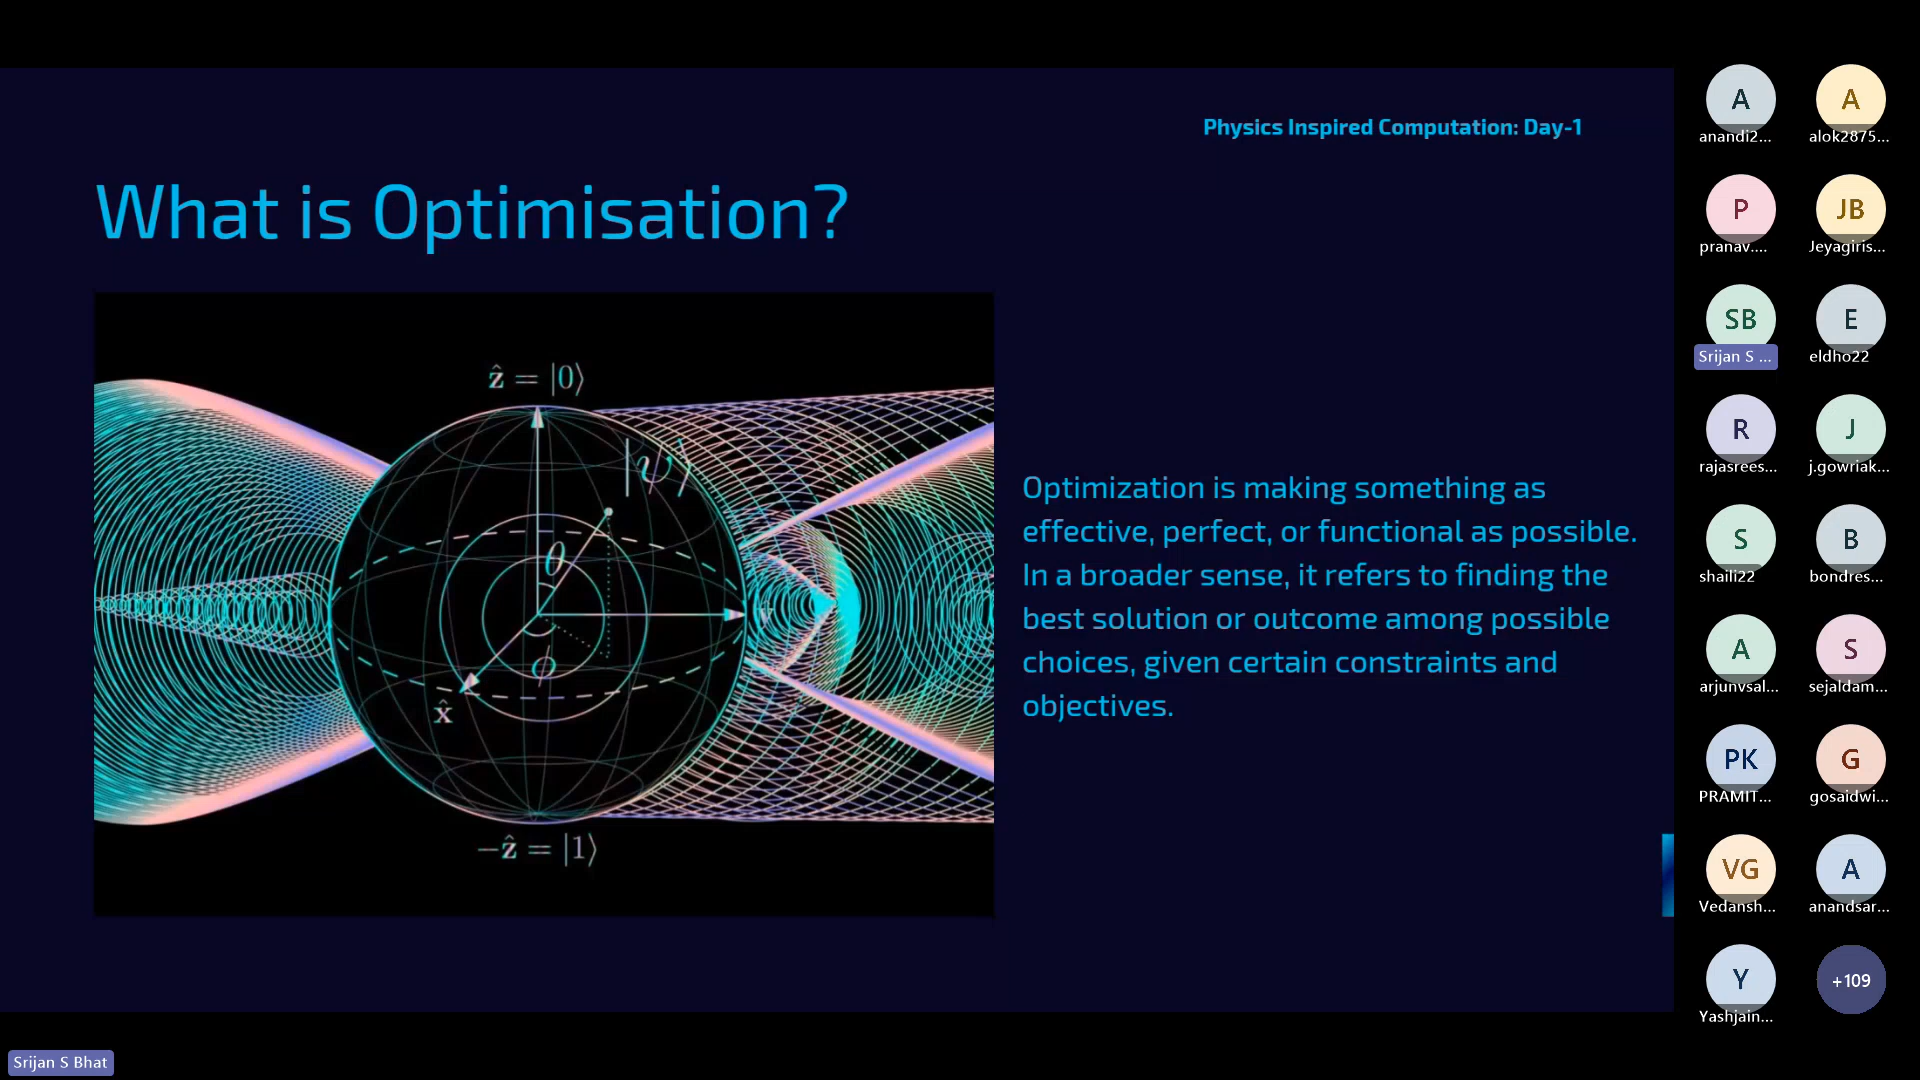 Physics Inspired Computation: Day-1
What is Optimisation?
ẑ = |0⟩
|ψ⟩
θ
ŷ
ϕ
x̂
−ẑ = |1⟩
Optimization is making something as
effective, perfect, or functional as possible.
In a broader sense, it refers to finding the
best solution or outcome among possible
choices, given certain constraints and
objectives.
A
anandi2...
A
alok2875...
P
pranav....
JB
Jeyagiris...
SB
Srijan S ...
E
eldho22
R
rajasrees...
J
j.gowriak...
S
shaili22
B
bondres...
A
arjunvsal...
S
sejaldam...
PK
PRAMIT...
G
gosaidwi...
VG
Vedansh...
A
anandsar...
Y
Yashjain...
+109
Srijan S Bhat